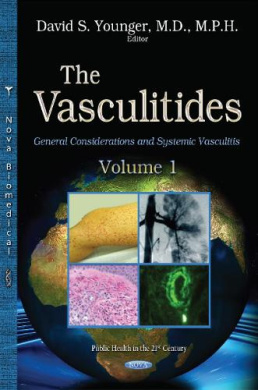 David S. Younger, M.D., M.P.H.
Editor
The
Vasculitides
General Considerations and Systemic Vasculitis
Volume 1
Nova Biomedical
Public Health in the 21st Century